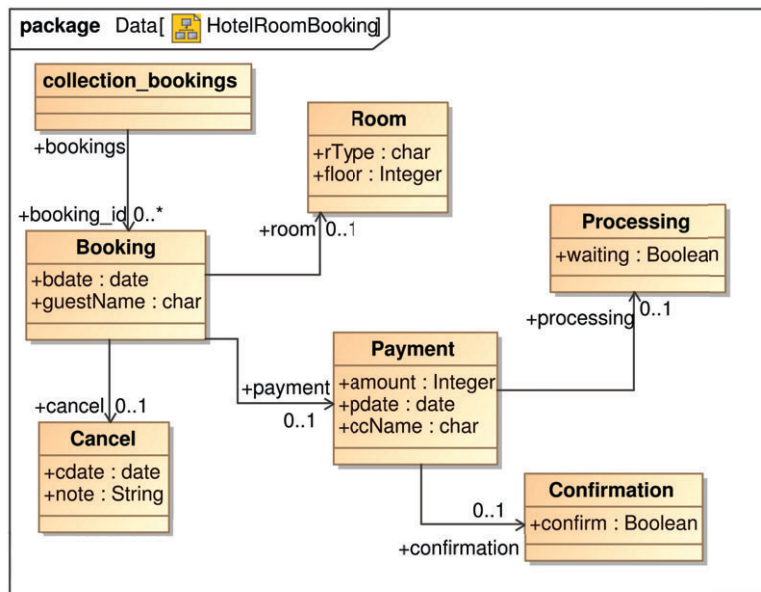 package Data[ HotelRoomBooking]
collection_bookings
+bookings
+booking_id 0..*
Room
+rType : char
+floor : Integer
+room 0..1
Booking
+bdate : date
+guestName : char
Processing
+waiting : Boolean
+processing 0..1
Payment
+amount : Integer
+pdate : date
+ccName : char
+payment
0..1
+cancel 0..1
Cancel
+cdate : date
+note : String
Confirmation
+confirm : Boolean
0..1
+confirmation